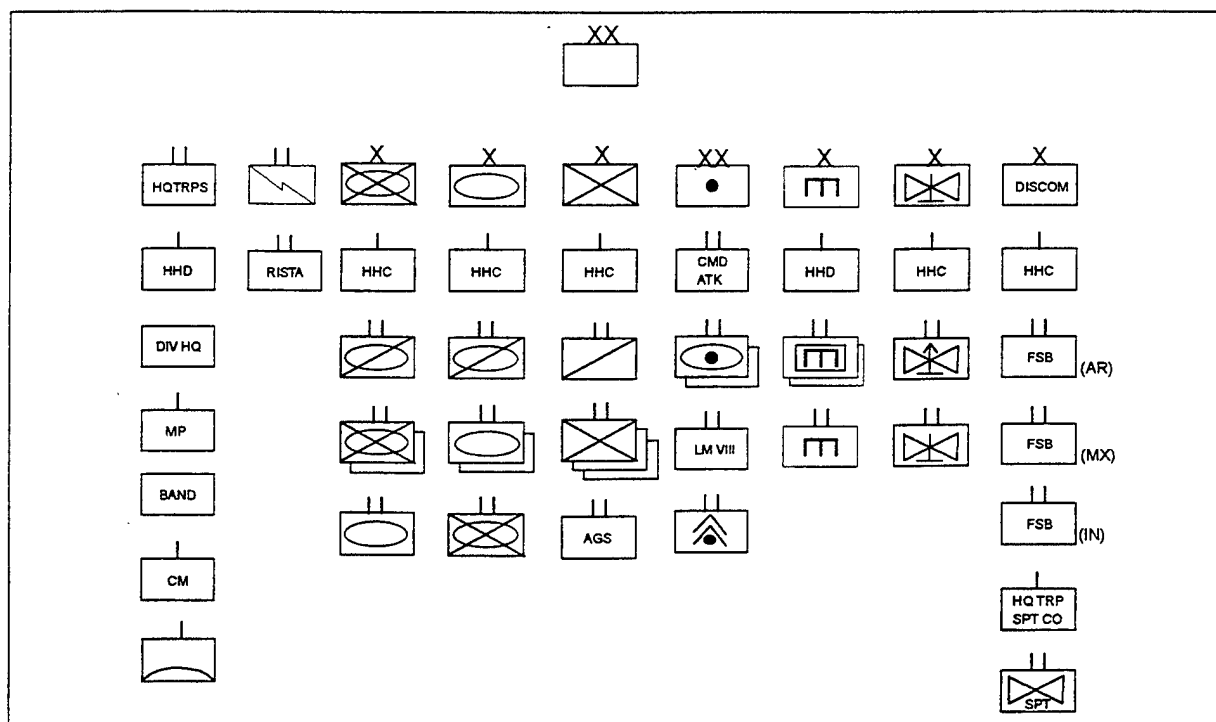 XX
HQTRPS
X
X
X
XX
X
X
X
DISCOM
HHD
RISTA
HHC
HHC
HHC
CMD
ATK
HHD
HHC
HHC
DIV HQ
FSB
(AR)
MP
LM VIII
FSB
(MX)
BAND
AGS
FSB
(IN)
CM
HQ TRP
SPT CO
SPT